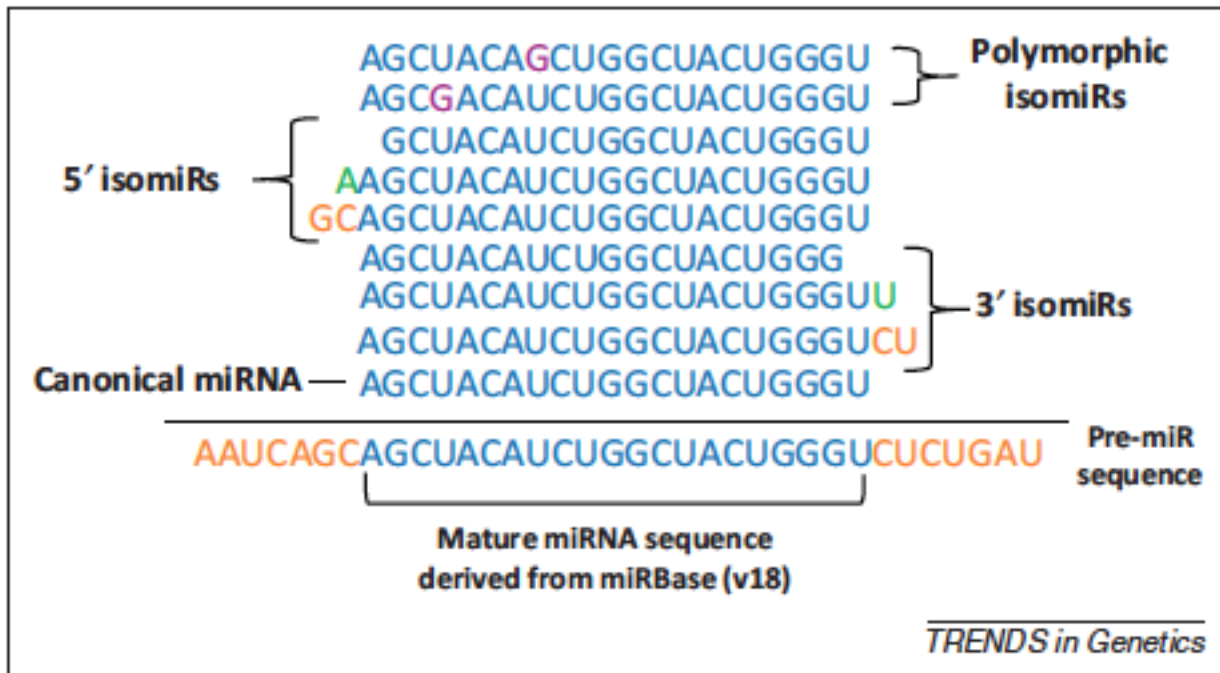 AGCUACAGCUGGCUACUGGGU
Polymorphic
isomiRs
AGCGACAUCUGGCUACUGGGU
GCUACAUCUGGCUACUGGGU
5′ isomiRs
AAGCUACAUCUGGCUACUGGGU
GCAGCUACAUCUGGCUACUGGGU
AGCUACAUCUGGCUACUGGG
AGCUACAUCUGGCUACUGGGUU
3′ isomiRs
AGCUACAUCUGGCUACUGGGUCU
Canonical miRNA
AGCUACAUCUGGCUACUGGGU
AAUCAGCAGCUACAUCUGGCUACUGGGUCUCUGAU
Pre-miR
sequence
Mature miRNA sequence
derived from miRBase (v18)
TRENDS in Genetics